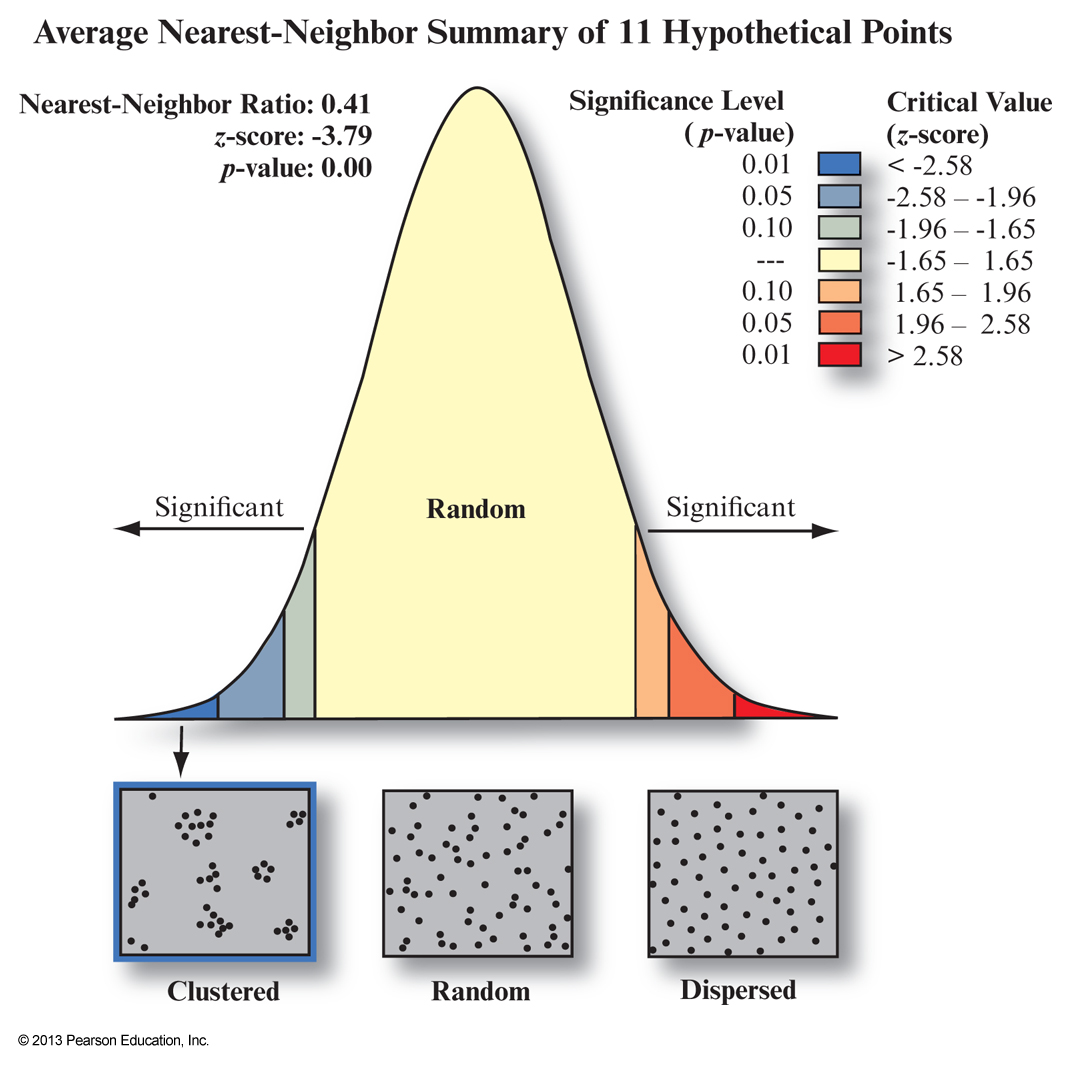 Average Nearest-Neighbor Summary of 11 Hypothetical Points
Nearest-Neighbor Ratio: 0.41
z-score: -3.79
p-value: 0.00
Significance Level
( p-value)
Critical Value
(z-score)
0.01 < -2.58
0.05 -2.58 – -1.96
0.10 -1.96 – -1.65
--- -1.65 – 1.65
0.10 1.65 – 1.96
0.05 1.96 – 2.58
0.01 > 2.58
Significant
Random
Significant
Clustered
Random
Dispersed
© 2013 Pearson Education, Inc.